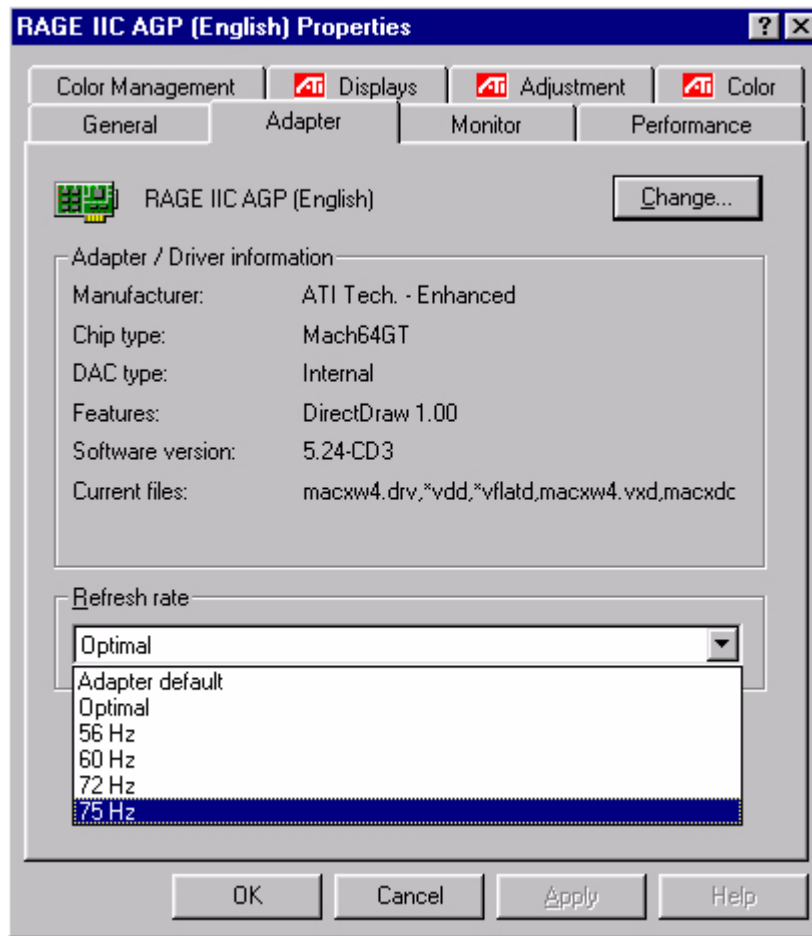 RAGE IIC AGP (English) Properties
Color Management ATI Displays ATI Adjustment ATI Color
General Adapter Monitor Performance
RAGE IIC AGP (English) Change...
Adapter / Driver information
Manufacturer: ATI Tech. - Enhanced
Chip type: Mach64GT
DAC type: Internal
Features: DirectDraw 1.00
Software version: 5.24-CD3
Current files: macxw4.drv,*vdd,*vflatd,macxw4.vxd,macxdc
Refresh rate
Optimal
Adapter default
Optimal
56 Hz
60 Hz
72 Hz
75 Hz
OK Cancel Apply Help